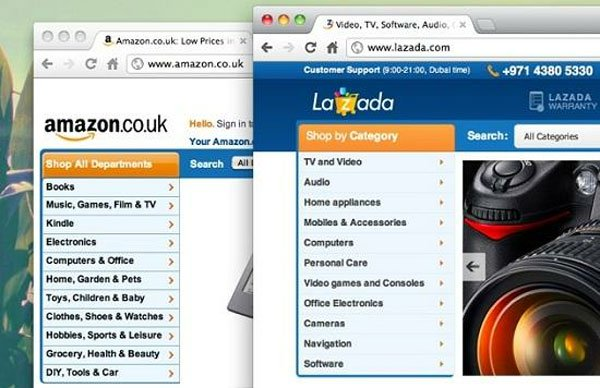 Amazon.co.uk: Low Prices in
www.amazon.co.uk
amazon.co.uk
Hello. Sign in t
Your Amazon.
Shop All Departments
Search
All
Books
Music, Games, Film & TV
Kindle
Electronics
Computers & Office
Home, Garden & Pets
Toys, Children & Baby
Clothes, Shoes & Watches
Hobbies, Sports & Leisure
Grocery, Health & Beauty
DIY, Tools & Car
Video, TV, Software, Audio, C
www.lazada.com
Customer Support (9:00-21:00, Dubai time)
+971 4380 5330
Lazada
LAZADA
WARRANTY
Shop by Category
Search:
All Categories
TV and Video
Audio
Home appliances
Mobiles & Accessories
Computers
Personal Care
Video games and Consoles
Office Electronics
Cameras
Navigation
Software